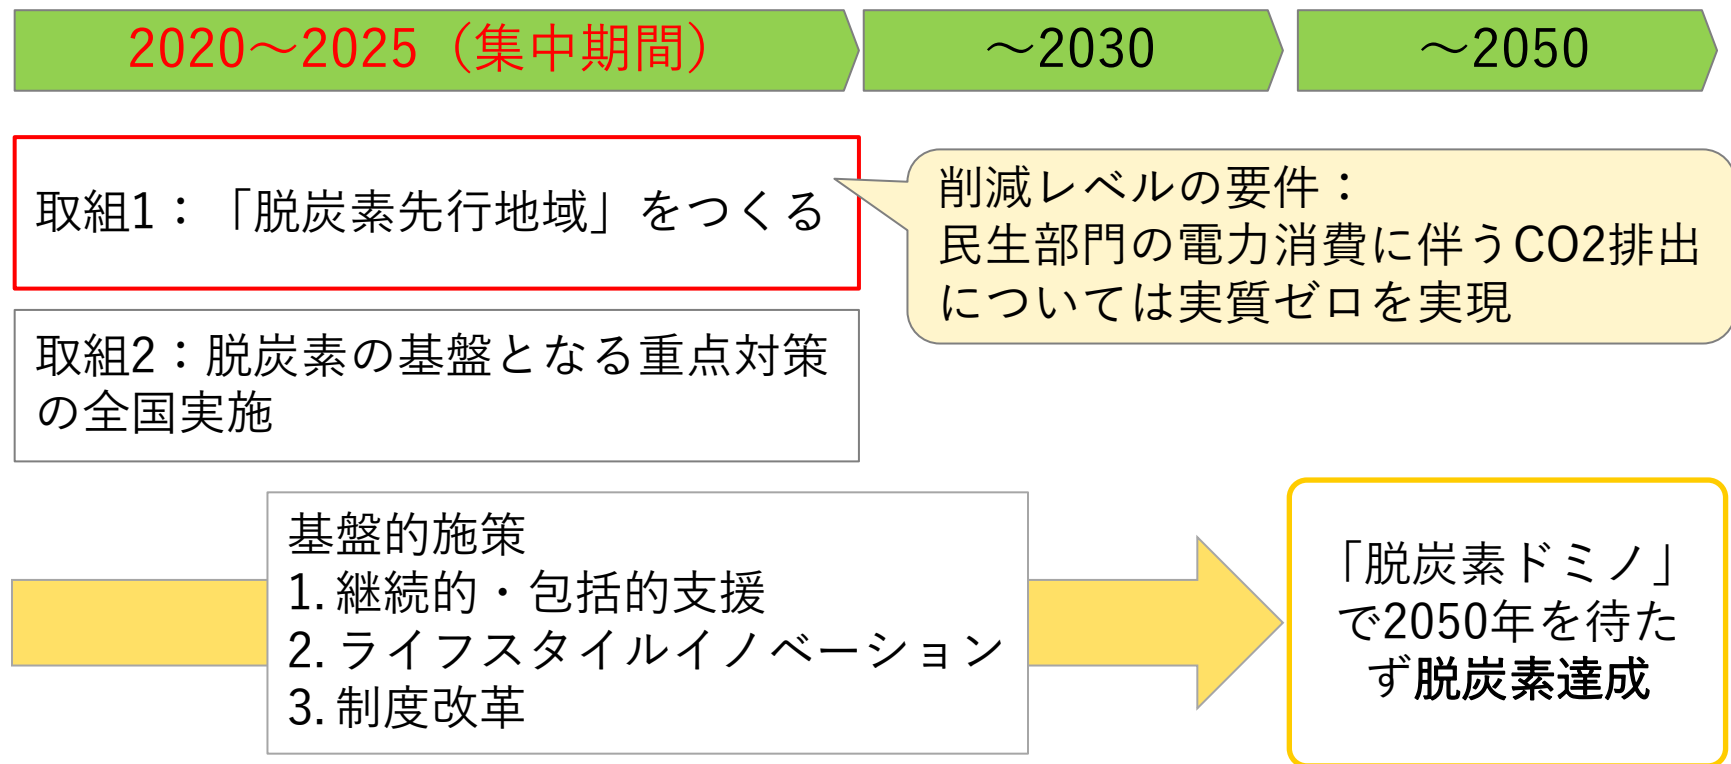 2020～2025（集中期間）
～2030
～2050
取組1：「脱炭素先行地域」をつくる
削減レベルの要件：
民生部門の電力消費に伴うCO2排出
については実質ゼロを実現
取組2：脱炭素の基盤となる重点対策
の全国実施
基盤的施策
1. 継続的・包括的支援
2. ライフスタイルイノベーション
3. 制度改革
「脱炭素ドミノ」
で2050年を待た
ず脱炭素達成